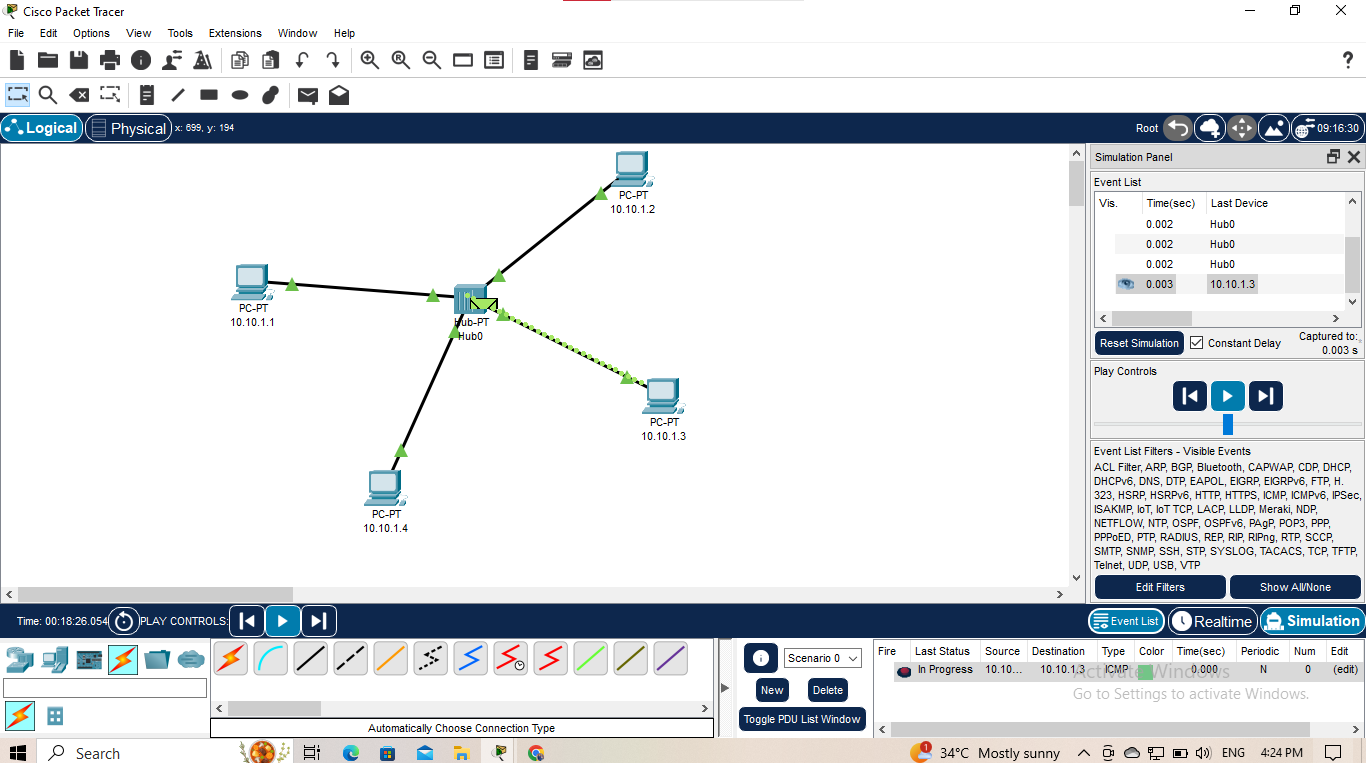 Cisco Packet Tracer
File Edit Options View Tools Extensions Window Help
Logical Physical x: 699, y: 194
Root 09:16:30
PC-PT
10.10.1.2
PC-PT
10.10.1.1
Hub-PT
Hub0
PC-PT
10.10.1.3
PC-PT
10.10.1.4
Simulation Panel
Event List
Vis. Time(sec) Last Device
0.002 Hub0
0.002 Hub0
0.002 Hub0
0.003 10.10.1.3
Reset Simulation Constant Delay Captured to:
0.003 s
Play Controls
Event List Filters - Visible Events
ACL Filter, ARP, BGP, Bluetooth, CAPWAP, CDP, DHCP,
DHCPv6, DNS, DTP, EAPOL, EIGRP, EIGRPv6, FTP, H.
323, HSRP, HSRPv6, HTTP, HTTPS, ICMP, ICMPv6, IPSec,
ISAKMP, IoT, IoT TCP, LACP, LLDP, Meraki, NDP,
NETFLOW, NTP, OSPF, OSPFv6, PAgP, POP3, PPP,
PPPoED, PTP, RADIUS, REP, RIP, RIPng, RTP, SCCP,
SMTP, SNMP, SSH, STP, SYSLOG, TACACS, TCP, TFTP,
Telnet, UDP, USB, VTP
Edit Filters Show All/None
Time: 00:18:26.054 PLAY CONTROLS:
Event List Realtime Simulation
Automatically Choose Connection Type
Scenario 0
New Delete
Toggle PDU List Window
Fire Last Status Source Destination Type Color Time(sec) Periodic Num Edit
In Progress 10.10... 10.10.1.3 ICMP 0.000 N 0 (edit)
Activate Windows
Go to Settings to activate Windows.
Search
1
34°C Mostly sunny
ENG 4:24 PM